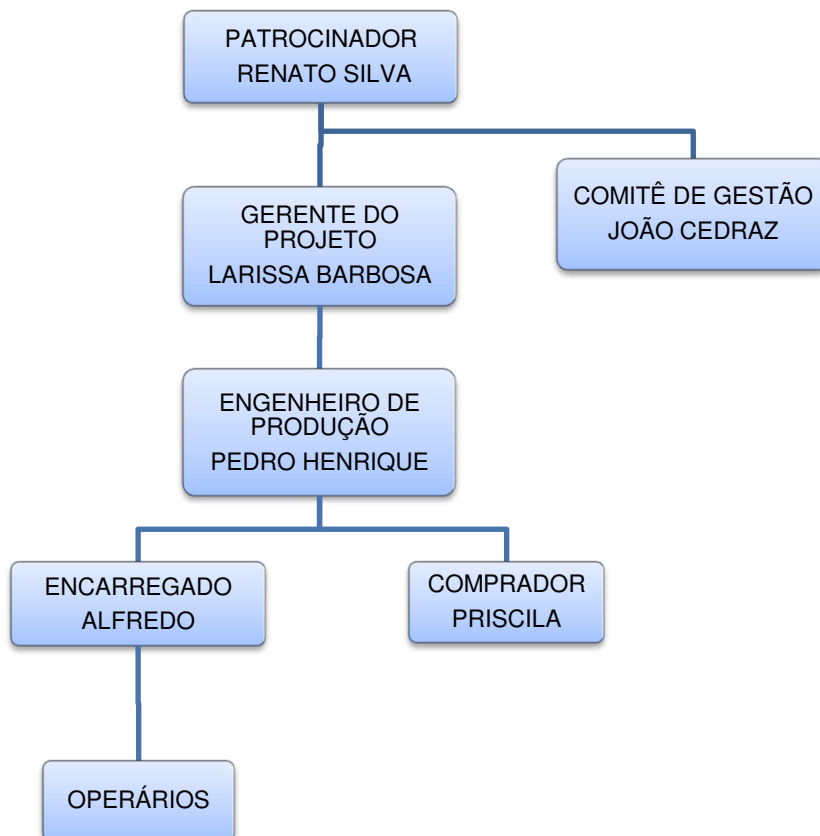 PATROCINADOR
RENATO SILVA
COMITÊ DE GESTÃO
JOÃO CEDRAZ
GERENTE DO
PROJETO
LARISSA BARBOSA
ENGENHEIRO DE
PRODUÇÃO
PEDRO HENRIQUE
ENCARREGADO
ALFREDO
COMPRADOR
PRISCILA
OPERÁRIOS